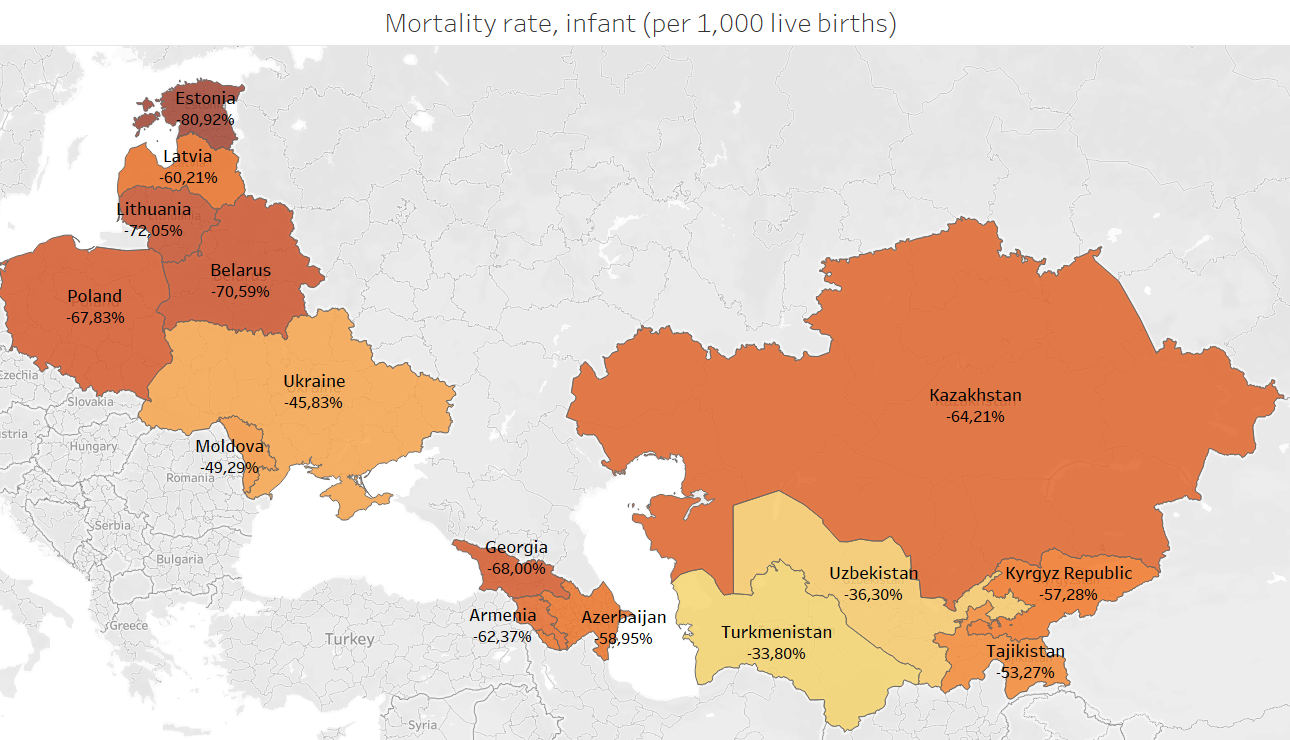 Mortality rate, infant (per 1,000 live births)
Estonia
-80,92%
Latvia
-60,21%
Lithuania
-72,05%
Belarus
-70,59%
Poland
-67,83%
Ukraine
-45,83%
Moldova
-49,29%
Kazakhstan
-64,21%
Georgia
-68,00%
Armenia
-62,37%
Azerbaijan
58,95%
Uzbekistan
-36,30%
Turkmenistan
-33,80%
Kyrgyz Republic
-57,28%
Tajikistan
-53,27%
Czechia
Slovakia
stria
Hungary
Romania
Serbia
Bulgaria
Greece
Turkey
Syria